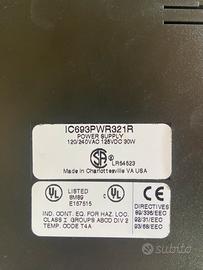 IC693PWR321R
POWER SUPPLY
120/240VAC 125VDC 30W
LR54523
Made in Charlottesville VA USA
LISTED
8M89
E157515
IND. CONT. EQ. FOR HAZ. LOC.
CLASS I GROUPS ABCD DIV 2
TEMP. CODE T4A
DIRECTIVES
89/336/EEC
92/31/EEC
93/68/EEC
subito